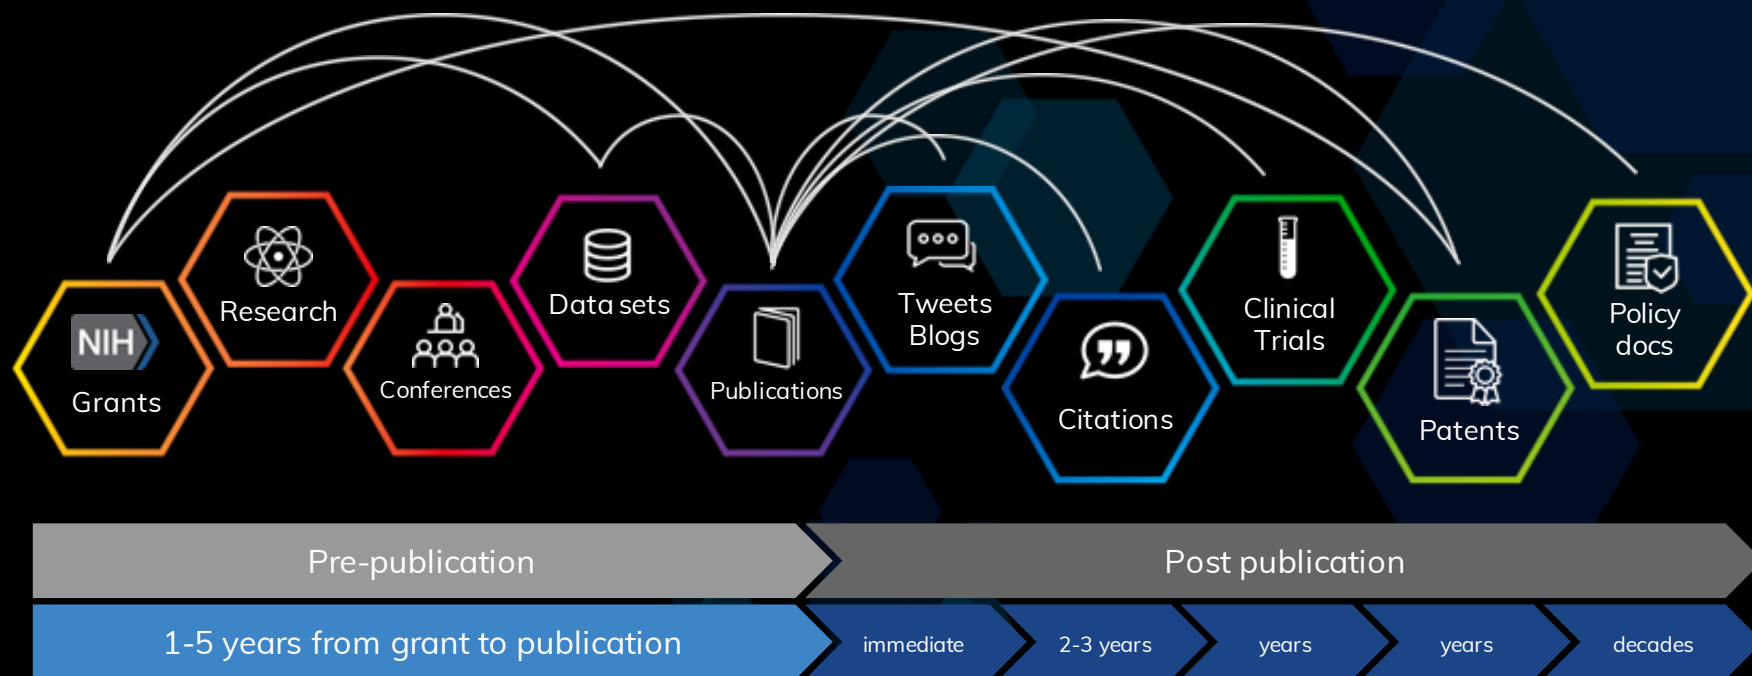 NIH
Grants
Research
Conferences
Data sets
Publications
Tweets
Blogs
Citations
Clinical
Trials
Patents
Policy
docs
Pre-publication
Post publication
1-5 years from grant to publication
immediate
2-3 years
years
years
decades